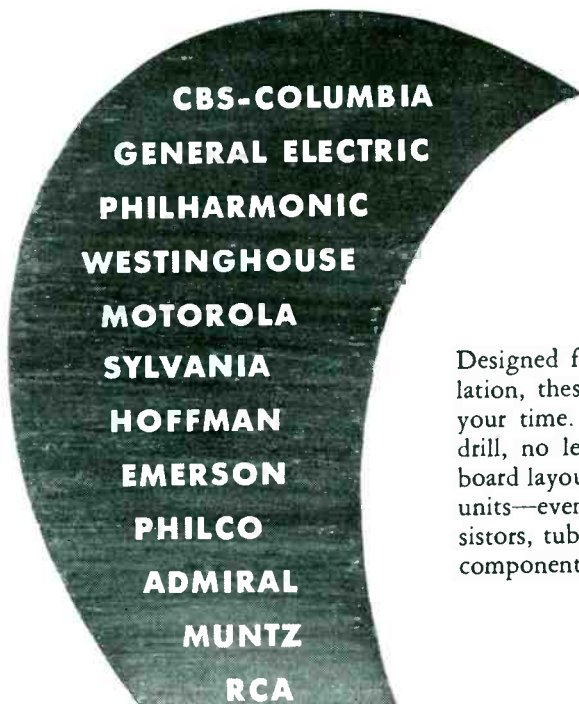 CBS-COLUMBIA
GENERAL ELECTRIC
PHILHARMONIC
WESTINGHOUSE
MOTOROLA
SYLVANIA
HOFFMAN
EMERSON
PHILCO
ADMIRAL
MUNTZ
RCA
Designed f
lation, thes
your time.
drill, no le
board layou
units—ever
sistors, tub
component